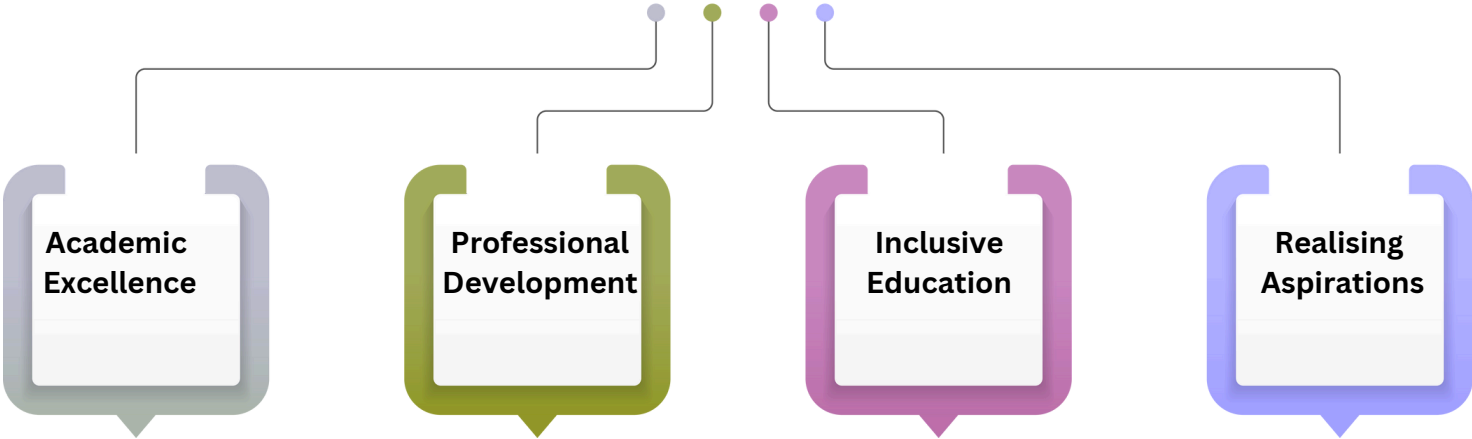 Academic
Excellence
Professional
Development
Inclusive
Education
Realising
Aspirations